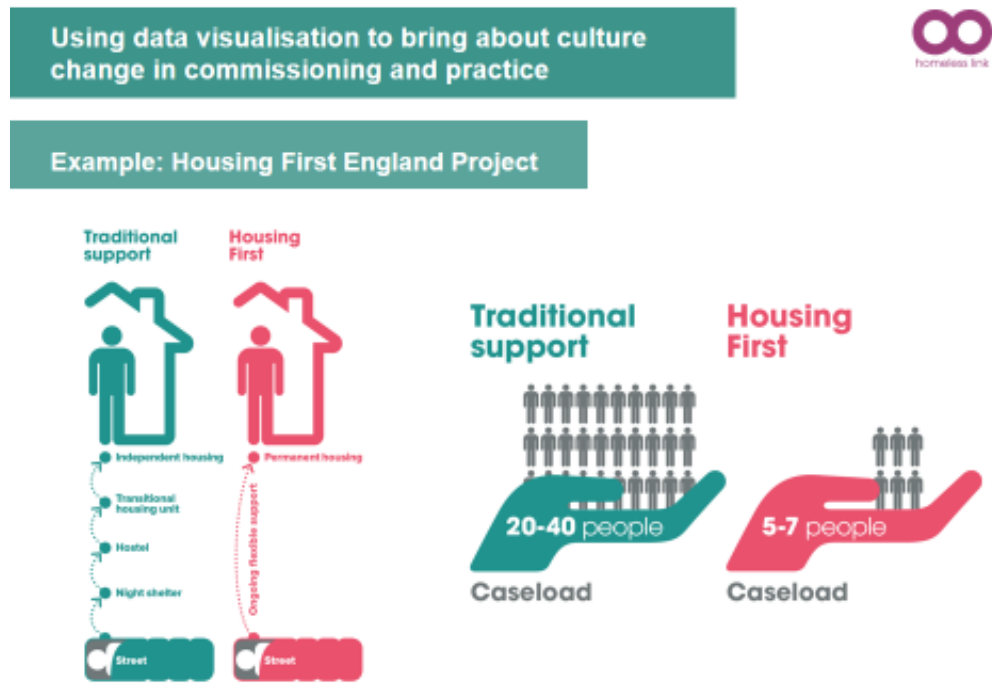 Using data visualisation to bring about culture
change in commissioning and practice
homeless link
Example: Housing First England Project
Traditional
support
Housing
First
Independent housing
Transitional
housing unit
Hostel
Night shelter
Street
Permanent housing
Ongoing flexible support
Street
Traditional
support
20-40 people
Caseload
Housing
First
5-7 people
Caseload